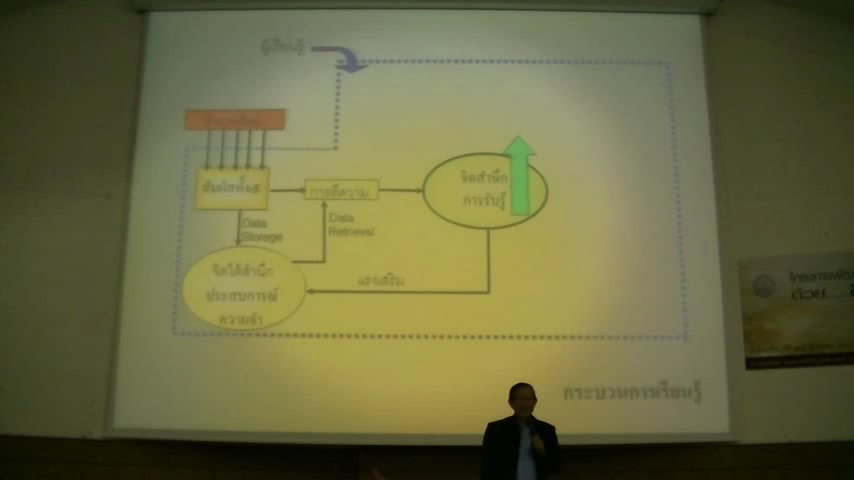 ผู้เรียนรู้
สัมผัสทั้ง๕
การตีความ
จิตสำนึก
การรับรู้
Data
Storage
Data
Retrieval
จิตใต้สำนึก
ประสบการณ์
ความจำ
แรงเสริม
กระบวนการเรียนรู้
ด้วย.....